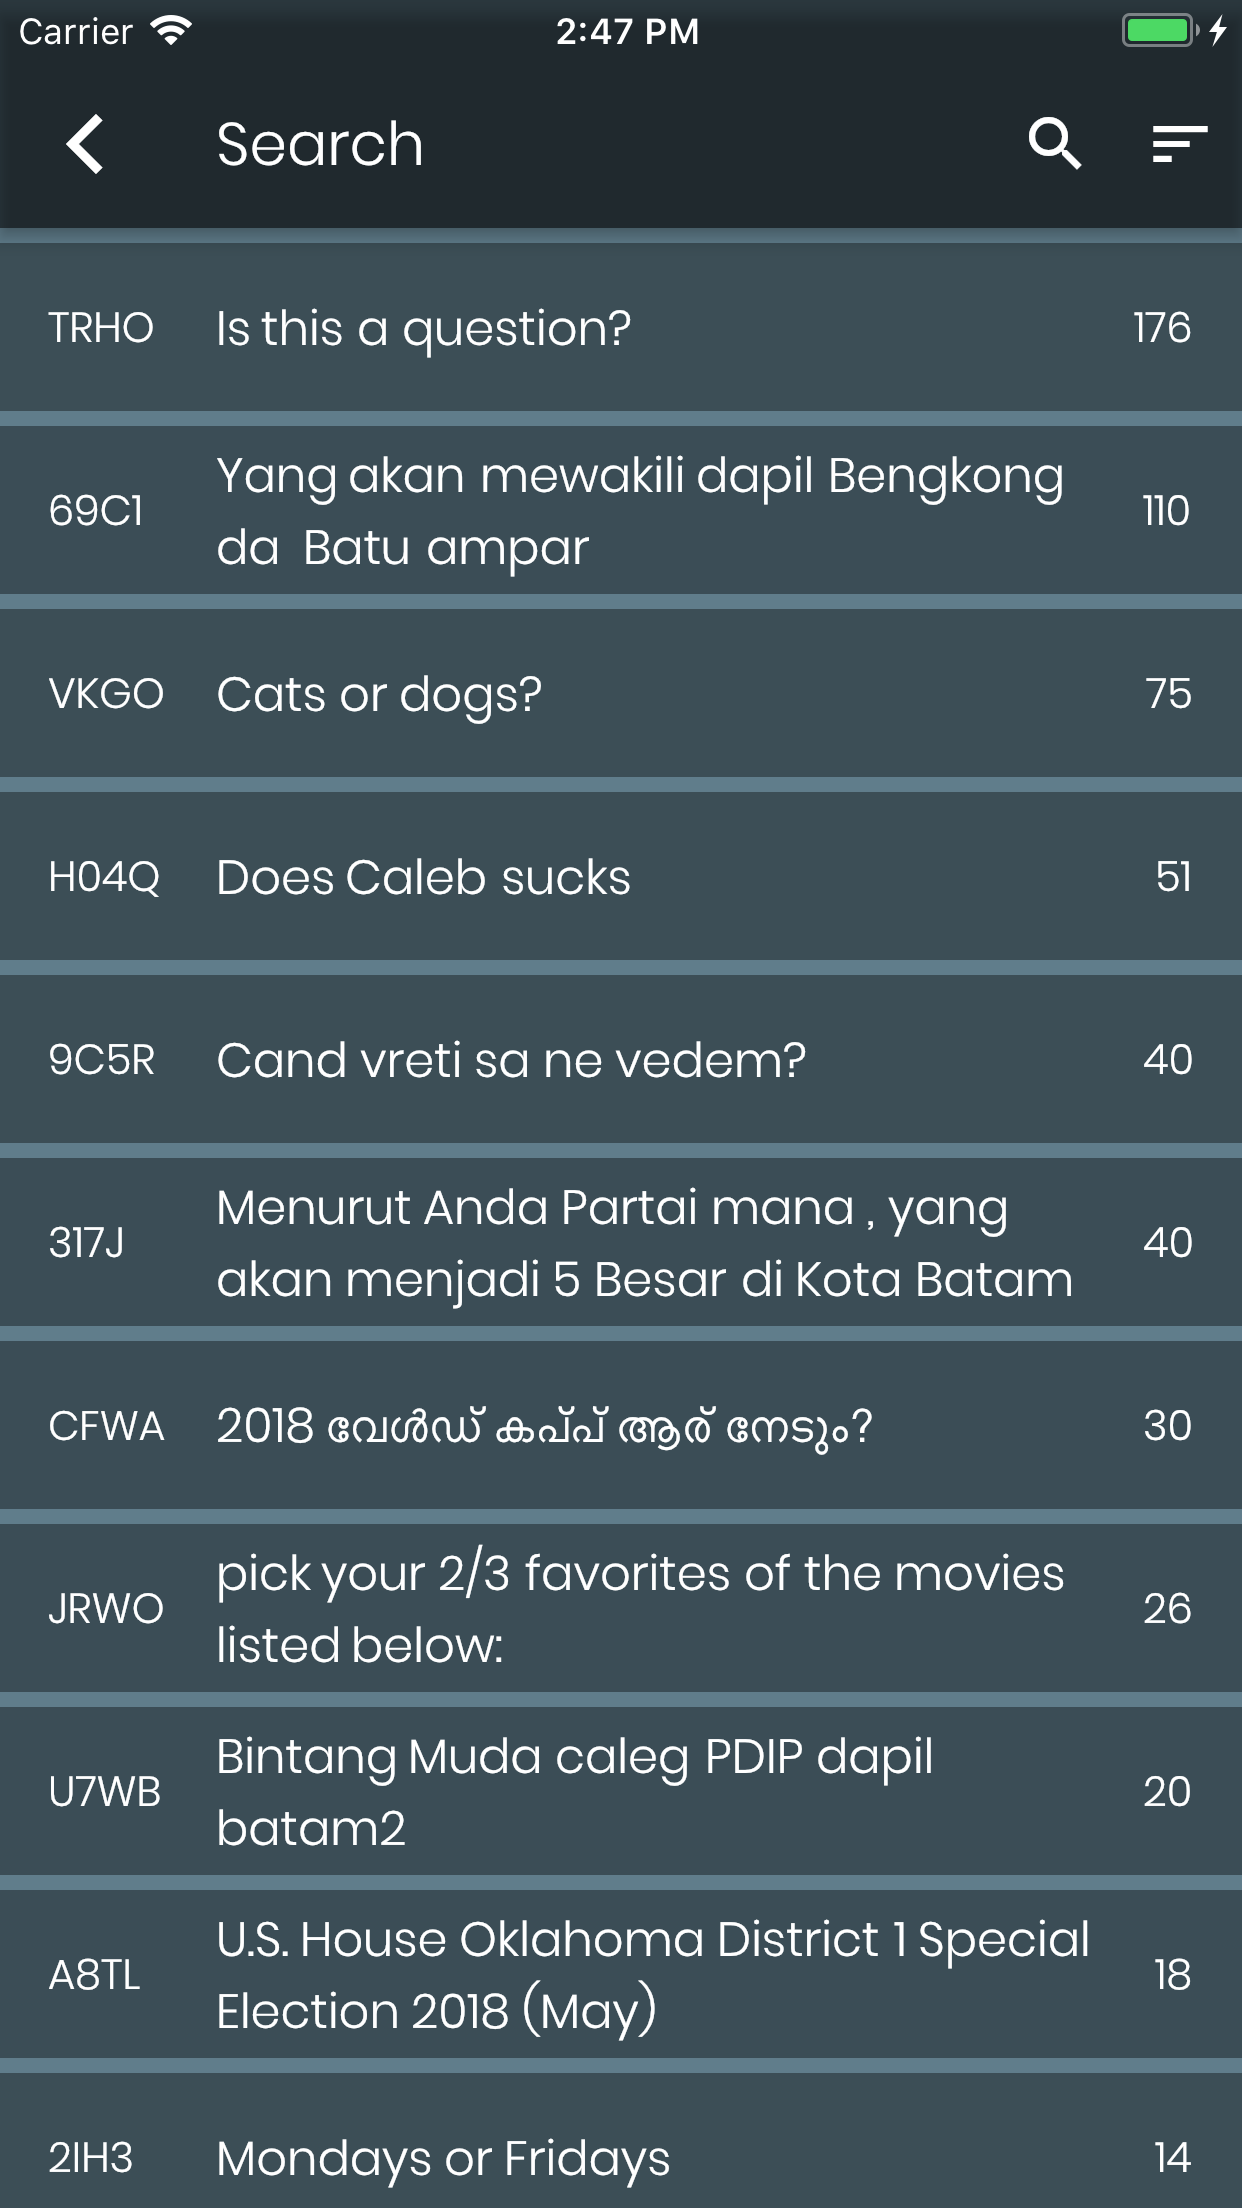 Carrier 2:47 PM
Search
TRHO Is this a question? 176
Yang akan mewakili dapil Bengkong
69C1 110
da  Batu ampar
VKGO Cats or dogs? 75
H04Q Does Caleb sucks 51
9C5R Cand vreti sa ne vedem? 40
Menurut Anda Partai mana , yang
317J 40
akan menjadi 5 Besar di Kota Batam
CFWA 2018 വേൾഡ് കപ്പ് ആര് നേടും? 30
pick your 2/3 favorites of the movies
JRWO 26
listed below:
Bintang Muda caleg PDIP dapil
U7WB 20
batam2
U.S. House Oklahoma District 1 Special
A8TL 18
Election 2018 (May)
2IH3 Mondays or Fridays 14